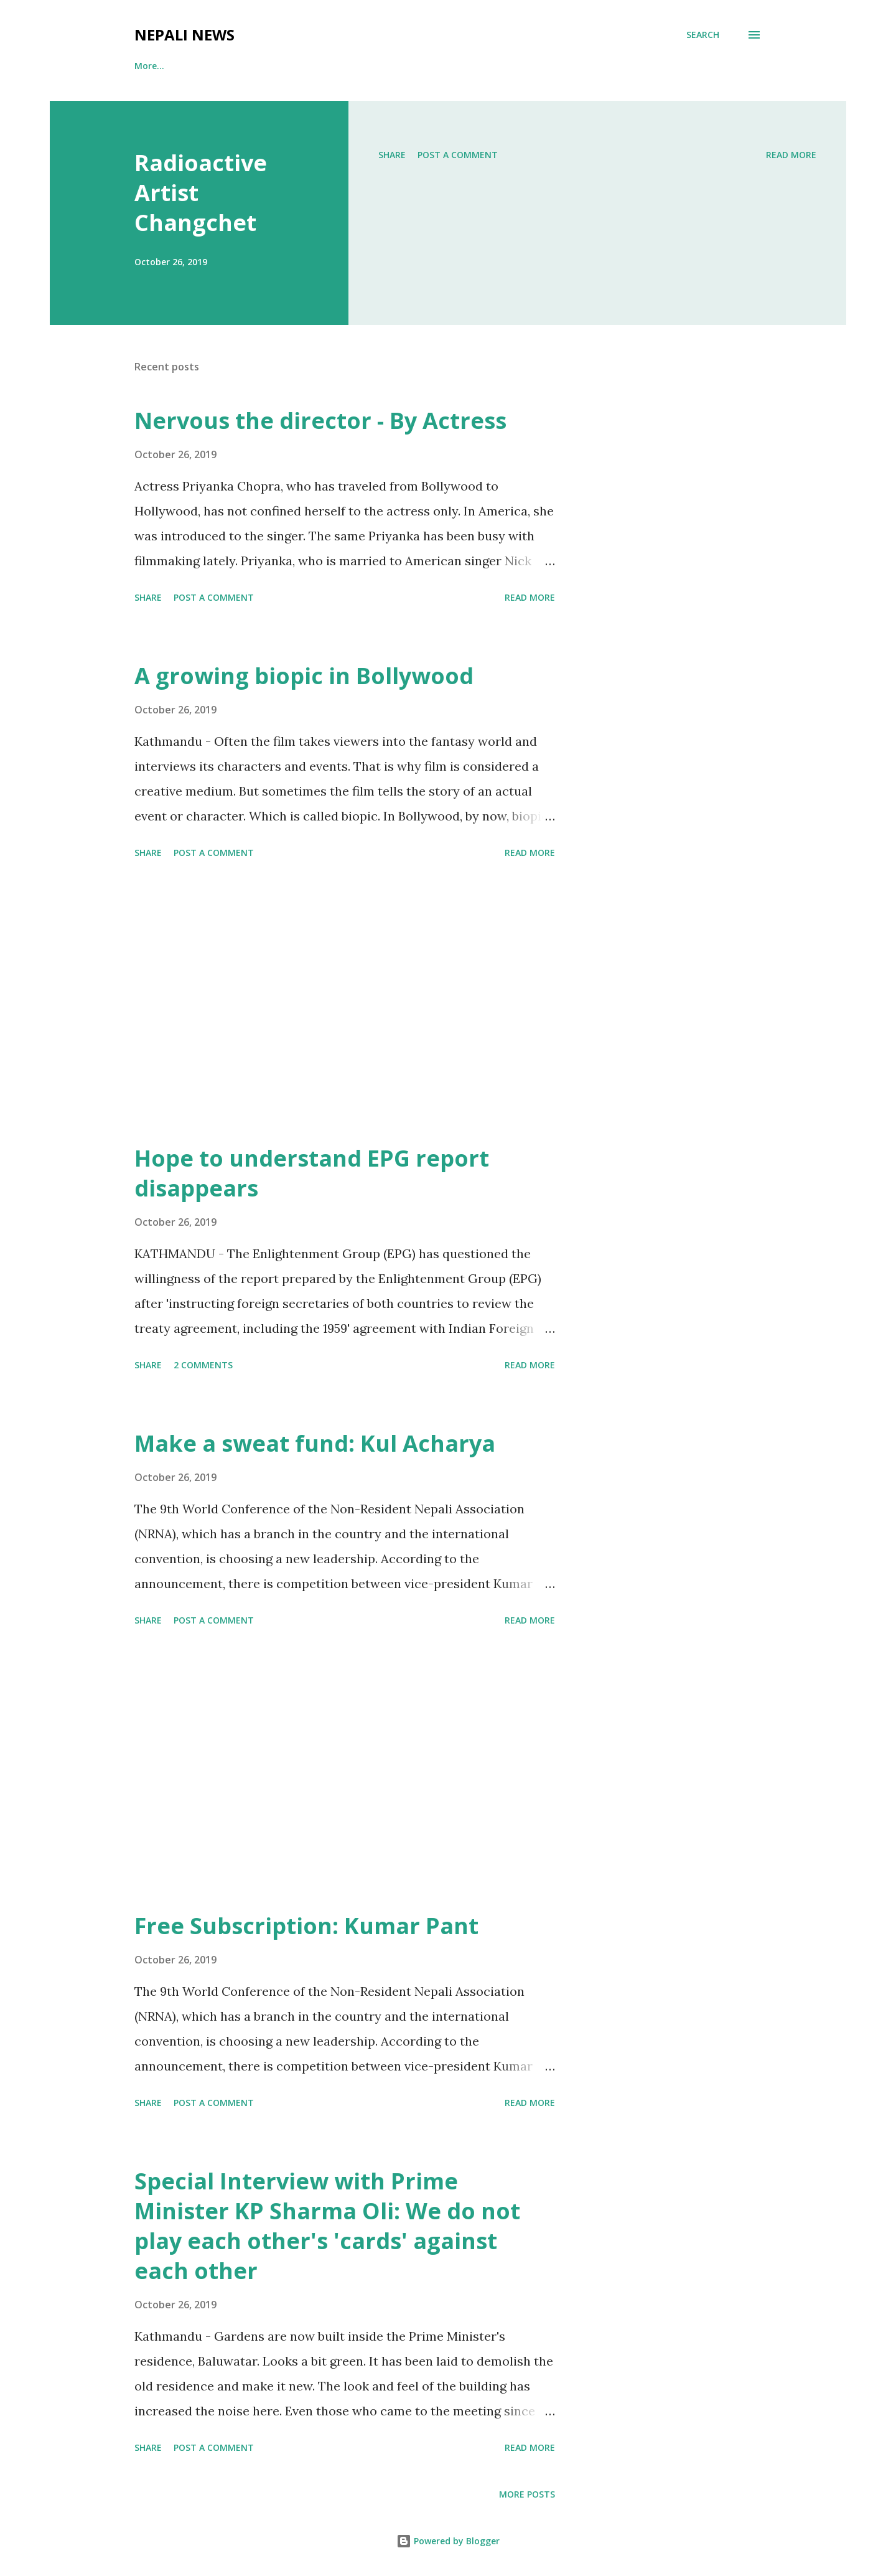 NEPALI NEWS
SEARCH
More…
Radioactive
Artist
Changchet
October 26, 2019
SHARE POST A COMMENT READ MORE
Recent posts
Nervous the director - By Actress
October 26, 2019
Actress Priyanka Chopra, who has traveled from Bollywood to
Hollywood, has not confined herself to the actress only. In America, she
was introduced to the singer. The same Priyanka has been busy with
filmmaking lately. Priyanka, who is married to American singer Nick …
SHARE POST A COMMENT READ MORE
A growing biopic in Bollywood
October 26, 2019
Kathmandu - Often the film takes viewers into the fantasy world and
interviews its characters and events. That is why film is considered a
creative medium. But sometimes the film tells the story of an actual
event or character. Which is called biopic. In Bollywood, by now, …
SHARE POST A COMMENT READ MORE
Hope to understand EPG report
disappears
October 26, 2019
KATHMANDU - The Enlightenment Group (EPG) has questioned the
willingness of the report prepared by the Enlightenment Group (EPG)
after 'instructing foreign secretaries of both countries to review the
treaty agreement, including the 1959' agreement with Indian Foreign …
SHARE 2 COMMENTS READ MORE
Make a sweat fund: Kul Acharya
October 26, 2019
The 9th World Conference of the Non-Resident Nepali Association
(NRNA), which has a branch in the country and the international
convention, is choosing a new leadership. According to the
announcement, there is competition between vice-president Kumar …
SHARE POST A COMMENT READ MORE
Free Subscription: Kumar Pant
October 26, 2019
The 9th World Conference of the Non-Resident Nepali Association
(NRNA), which has a branch in the country and the international
convention, is choosing a new leadership. According to the
announcement, there is competition between vice-president Kumar …
SHARE POST A COMMENT READ MORE
Special Interview with Prime
Minister KP Sharma Oli: We do not
play each other's 'cards' against
each other
October 26, 2019
Kathmandu - Gardens are now built inside the Prime Minister's
residence, Baluwatar. Looks a bit green. It has been laid to demolish the
old residence and make it new. The look and feel of the building has
increased the noise here. Even those who came to the meeting since …
SHARE POST A COMMENT READ MORE
MORE POSTS
Powered by Blogger